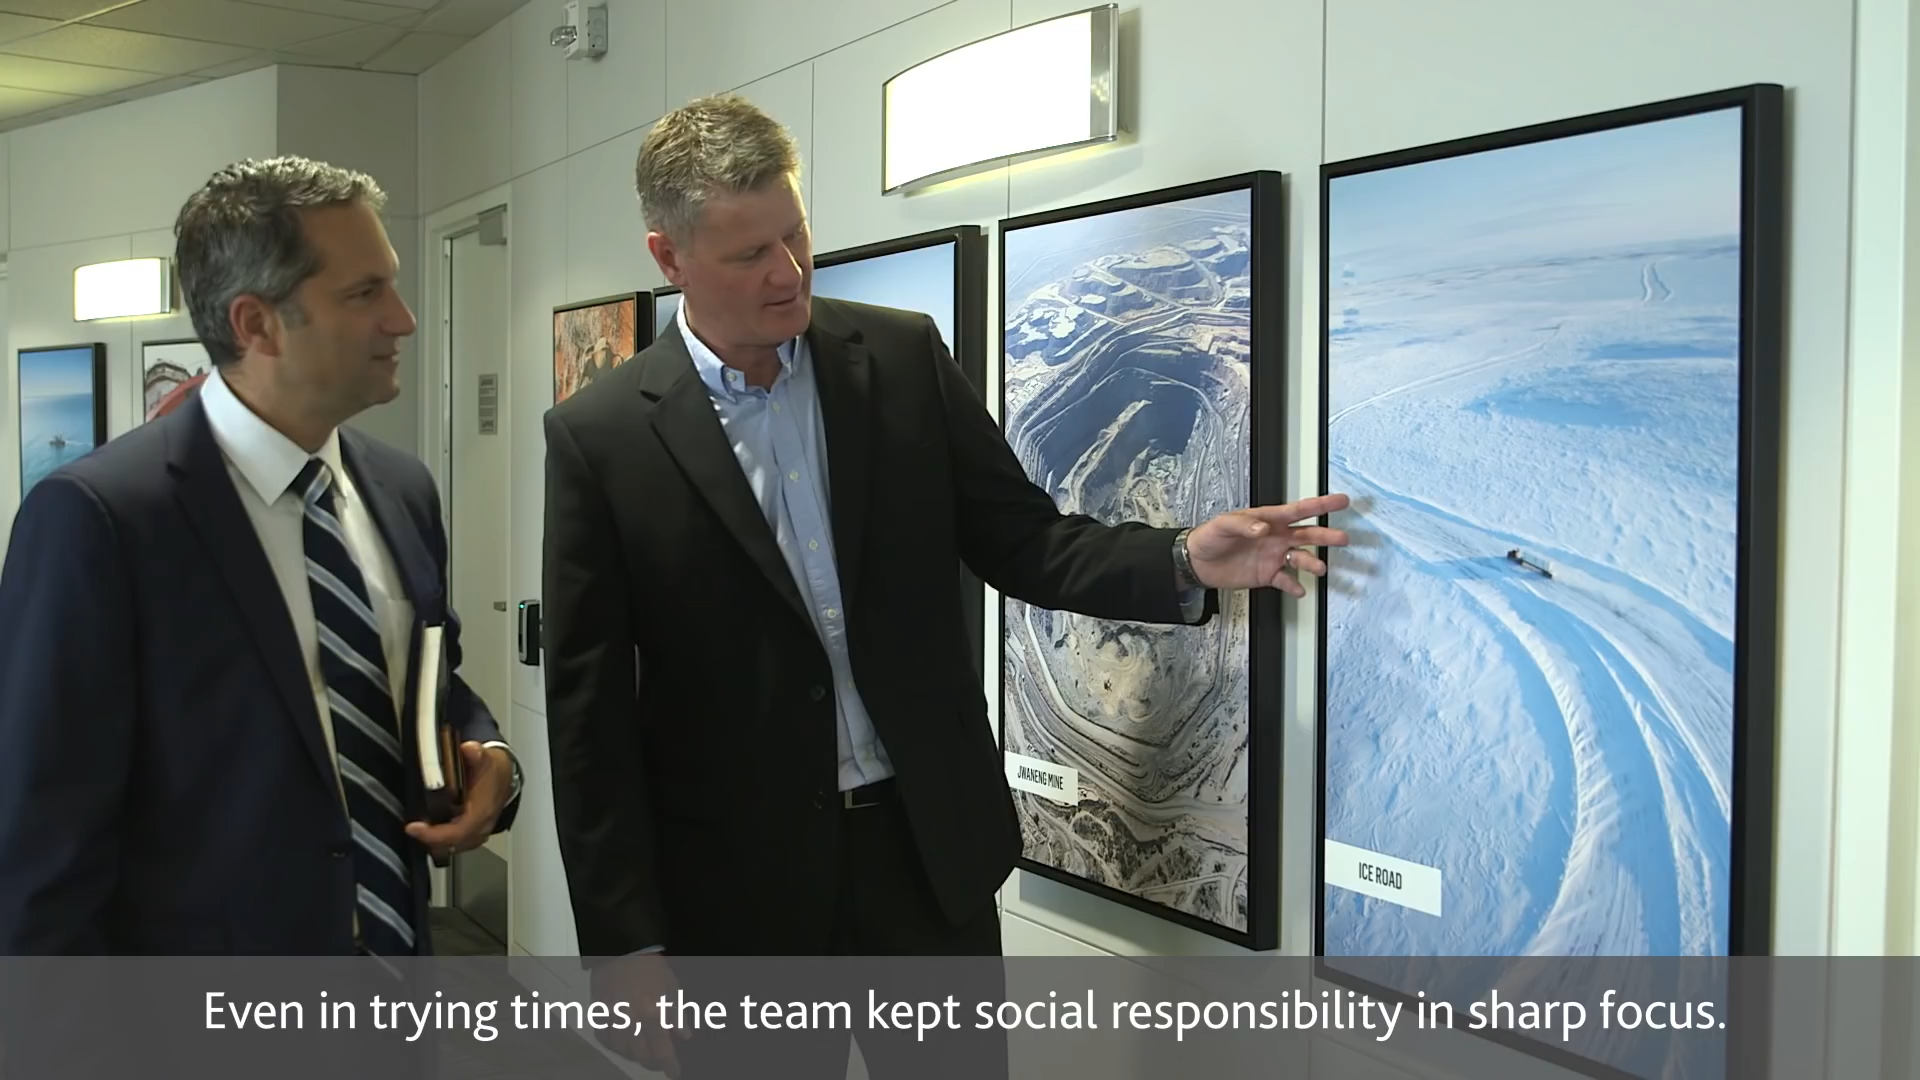 JWANENG MINE
ICE ROAD
Even in trying times, the team kept social responsibility in sharp focus.